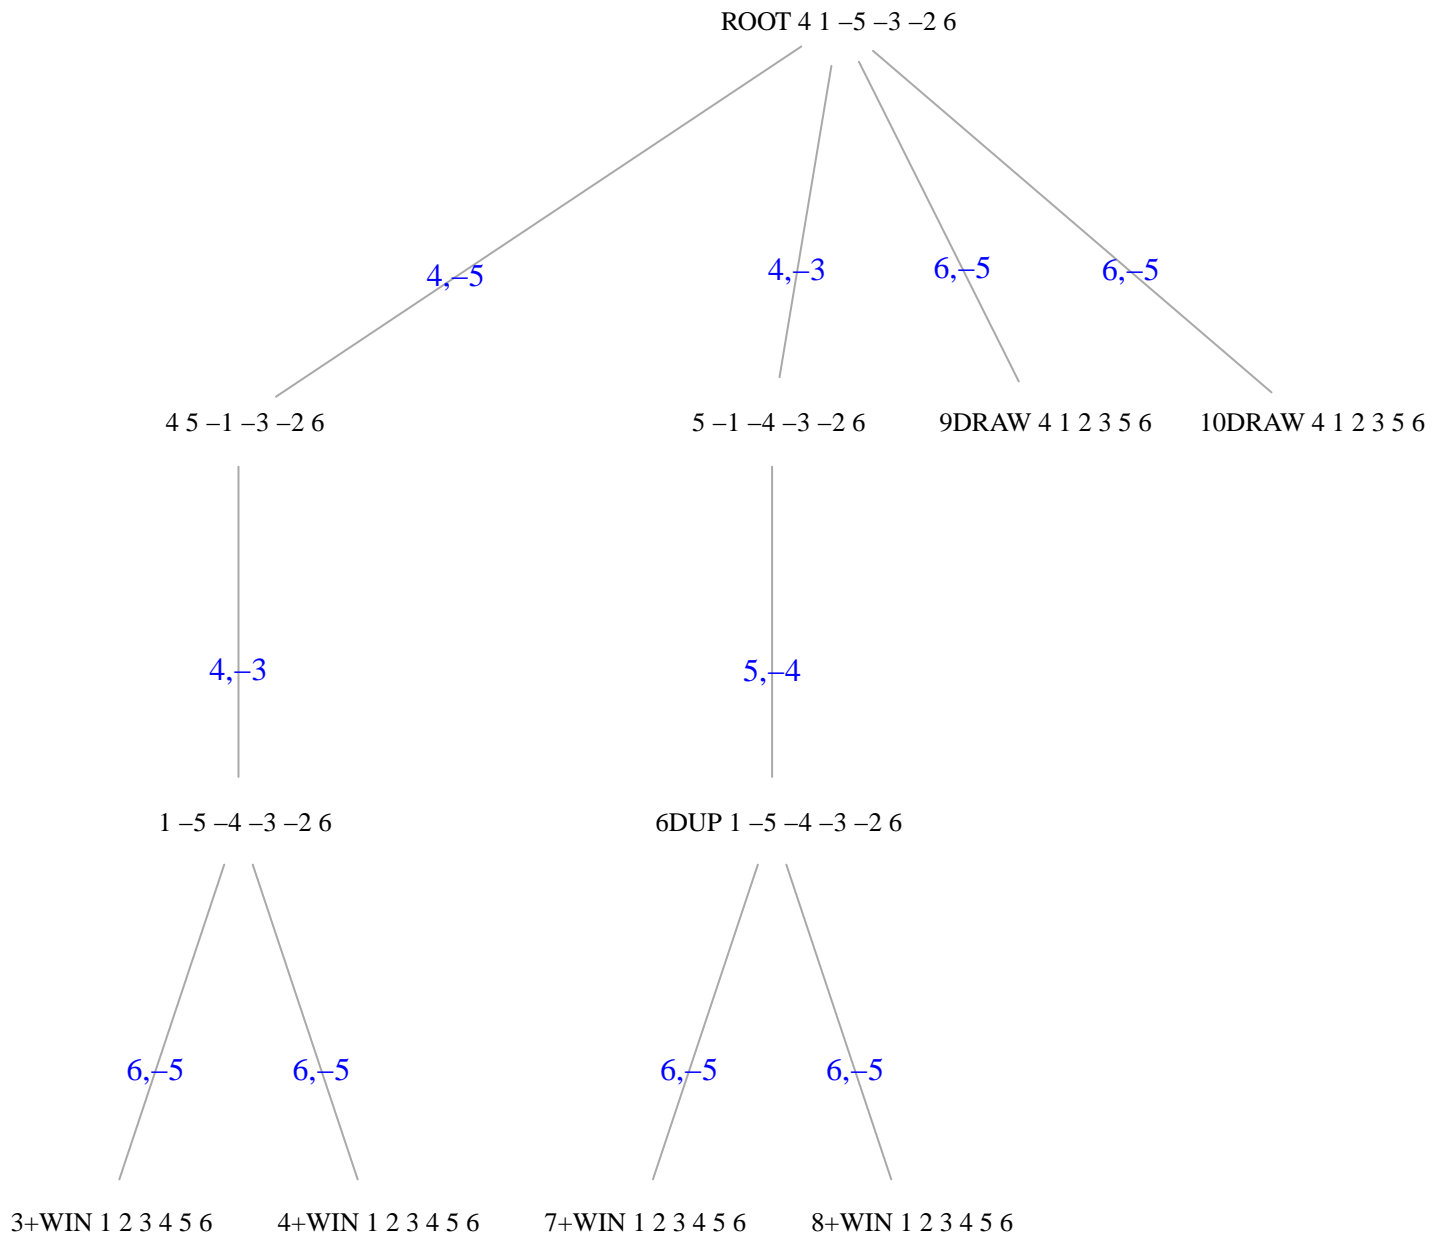 ROOT 4 1 –5 –3 –2 6
4,–5
4,–3
6,–5
6,–5
4 5 –1 –3 –2 6
5 –1 –4 –3 –2 6
9DRAW 4 1 2 3 5 6
10DRAW 4 1 2 3 5 6
4,–3
5,–4
1 –5 –4 –3 –2 6
6DUP 1 –5 –4 –3 –2 6
6,–5
6,–5
6,–5
6,–5
3+WIN 1 2 3 4 5 6
4+WIN 1 2 3 4 5 6
7+WIN 1 2 3 4 5 6
8+WIN 1 2 3 4 5 6